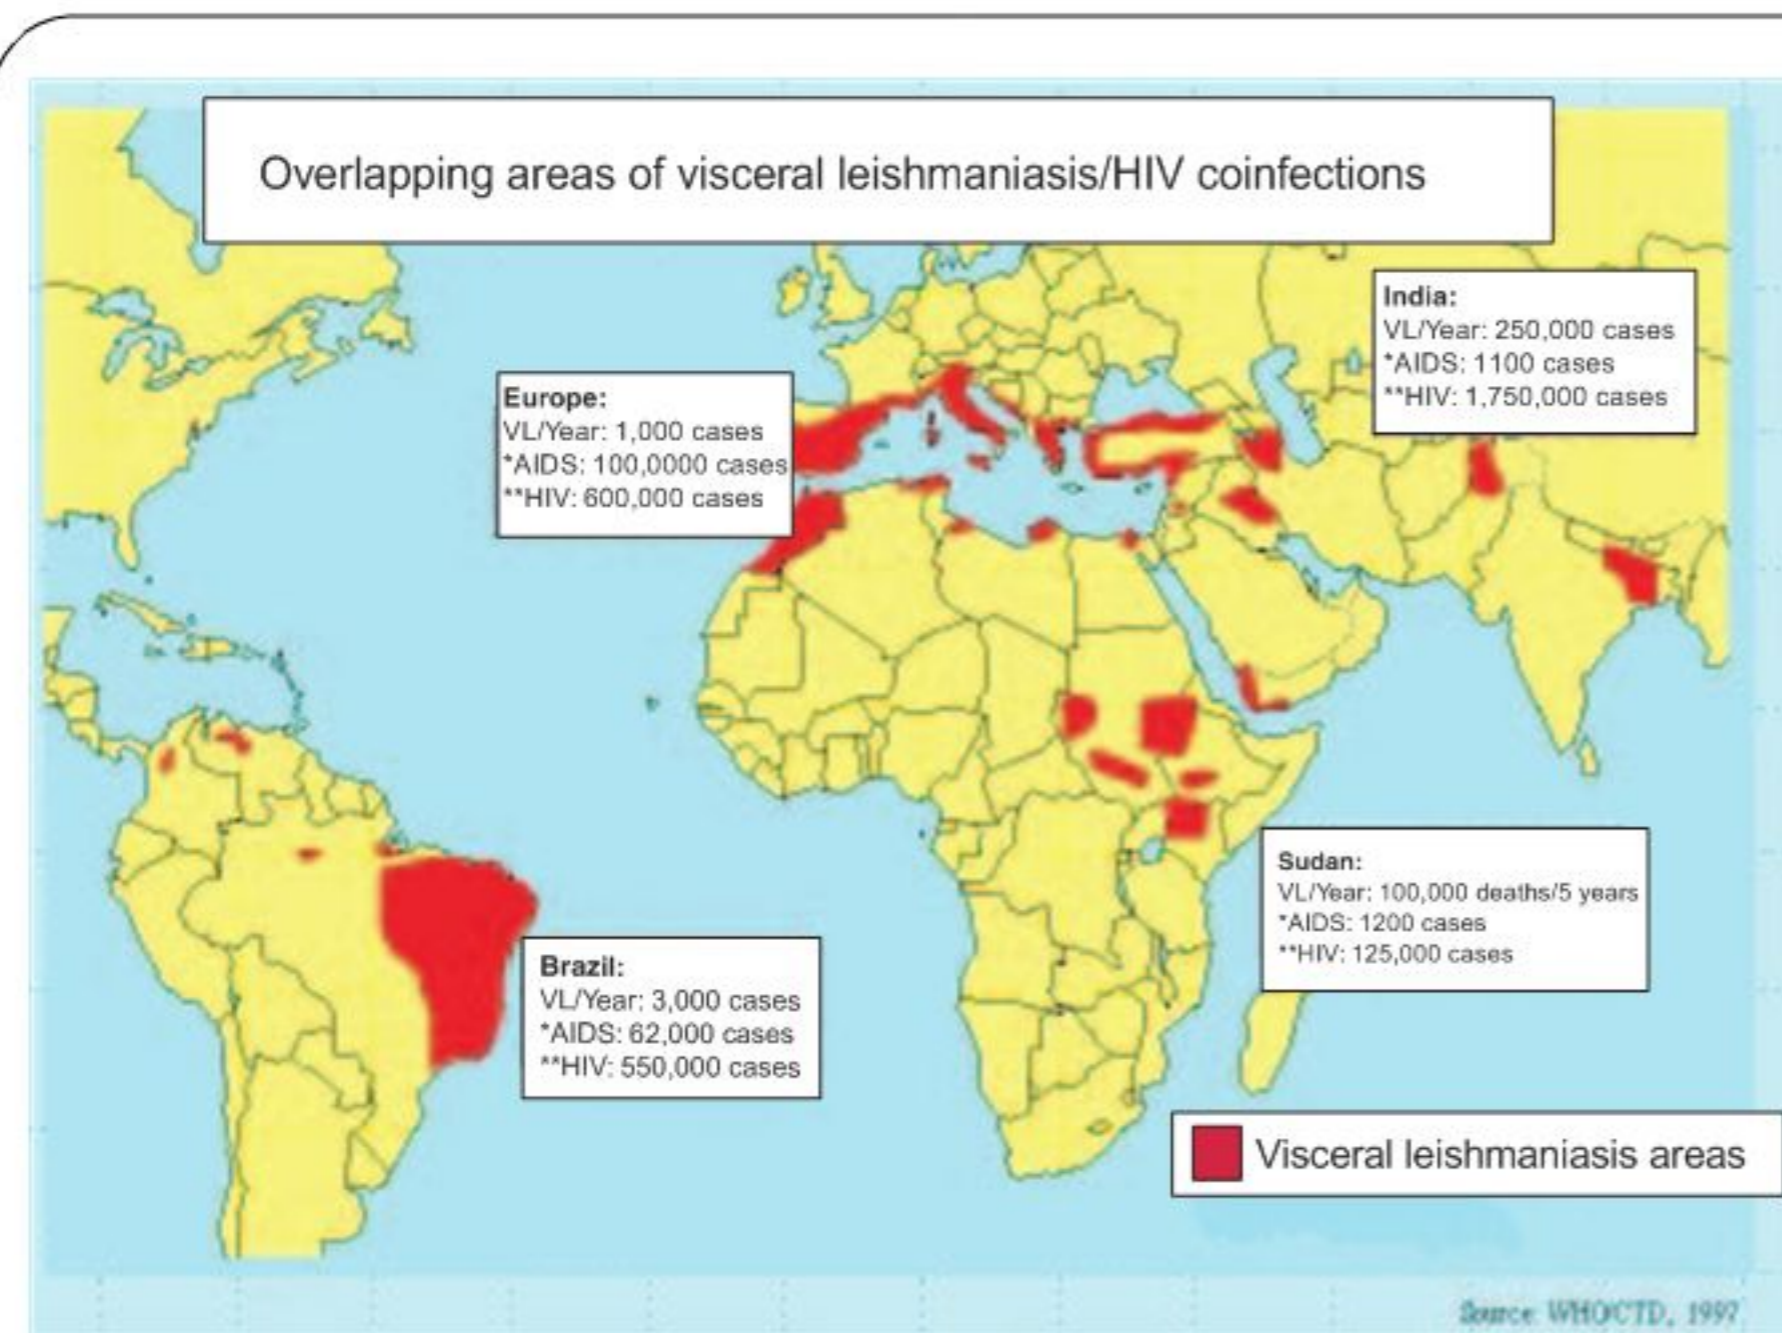 Overlapping areas of visceral leishmaniasis/HIV coinfections
India:
VL/Year: 250,000 cases
*AIDS: 1100 cases
**HIV: 1,750,000 cases
Europe:
VL/Year: 1,000 cases
*AIDS: 100,0000 cases
**HIV: 600,000 cases
Sudan:
VL/Year: 100,000 deaths/5 years
*AIDS: 1200 cases
**HIV: 125,000 cases
Brazil:
VL/Year: 3,000 cases
*AIDS: 62,000 cases
**HIV: 550,000 cases
Visceral leishmaniasis areas
Source: WHO/CTD, 1997